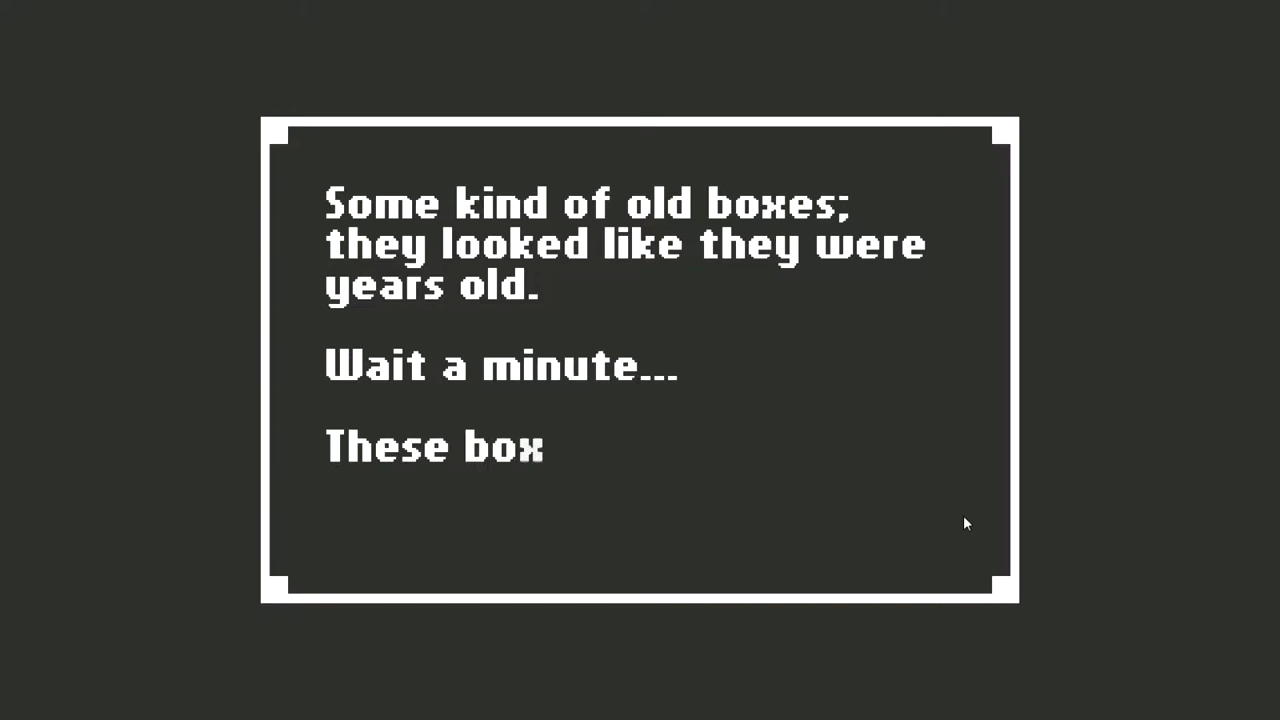 Some kind of old boxes;
they looked like they were
years old.
Wait a minute...
These box